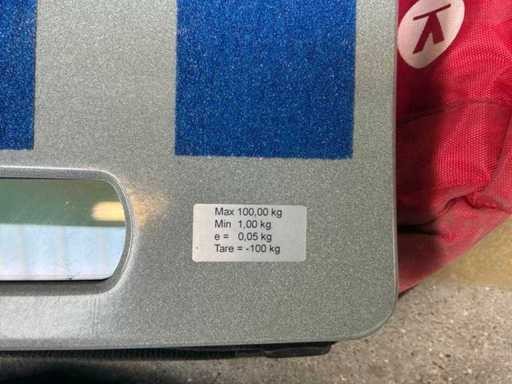 Max 100,00 kg
Min 1,00 kg
e = 0,05 kg
Tare = -100 kg